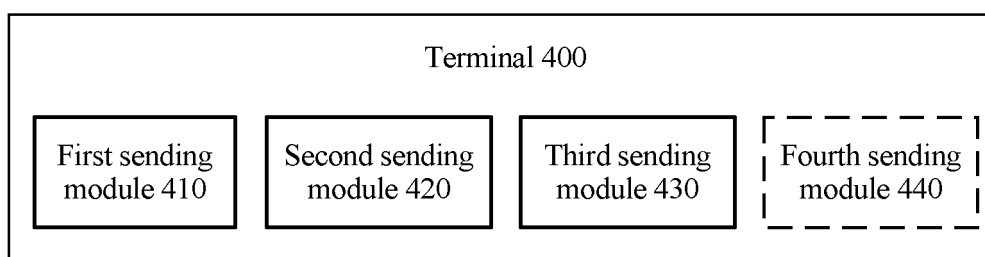 Terminal 400
First sending
module 410
Second sending
module 420
Third sending
module 430
Fourth sending
module 440